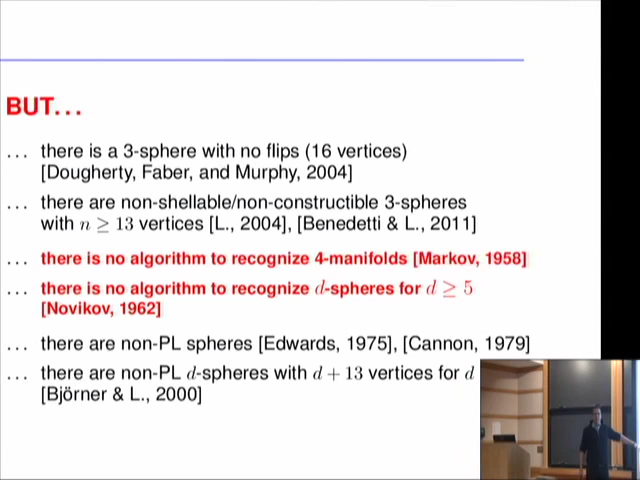 BUT...
... there is a 3-sphere with no flips (16 vertices)
[Dougherty, Faber, and Murphy, 2004]
... there are non-shellable/non-constructible 3-spheres
with n ≥ 13 vertices [L., 2004], [Benedetti & L., 2011]
... there is no algorithm to recognize 4-manifolds [Markov, 1958]
... there is no algorithm to recognize d-spheres for d ≥ 5
[Novikov, 1962]
... there are non-PL spheres [Edwards, 1975], [Cannon, 1979]
... there are non-PL d-spheres with d + 13 vertices for d
[Björner & L., 2000]